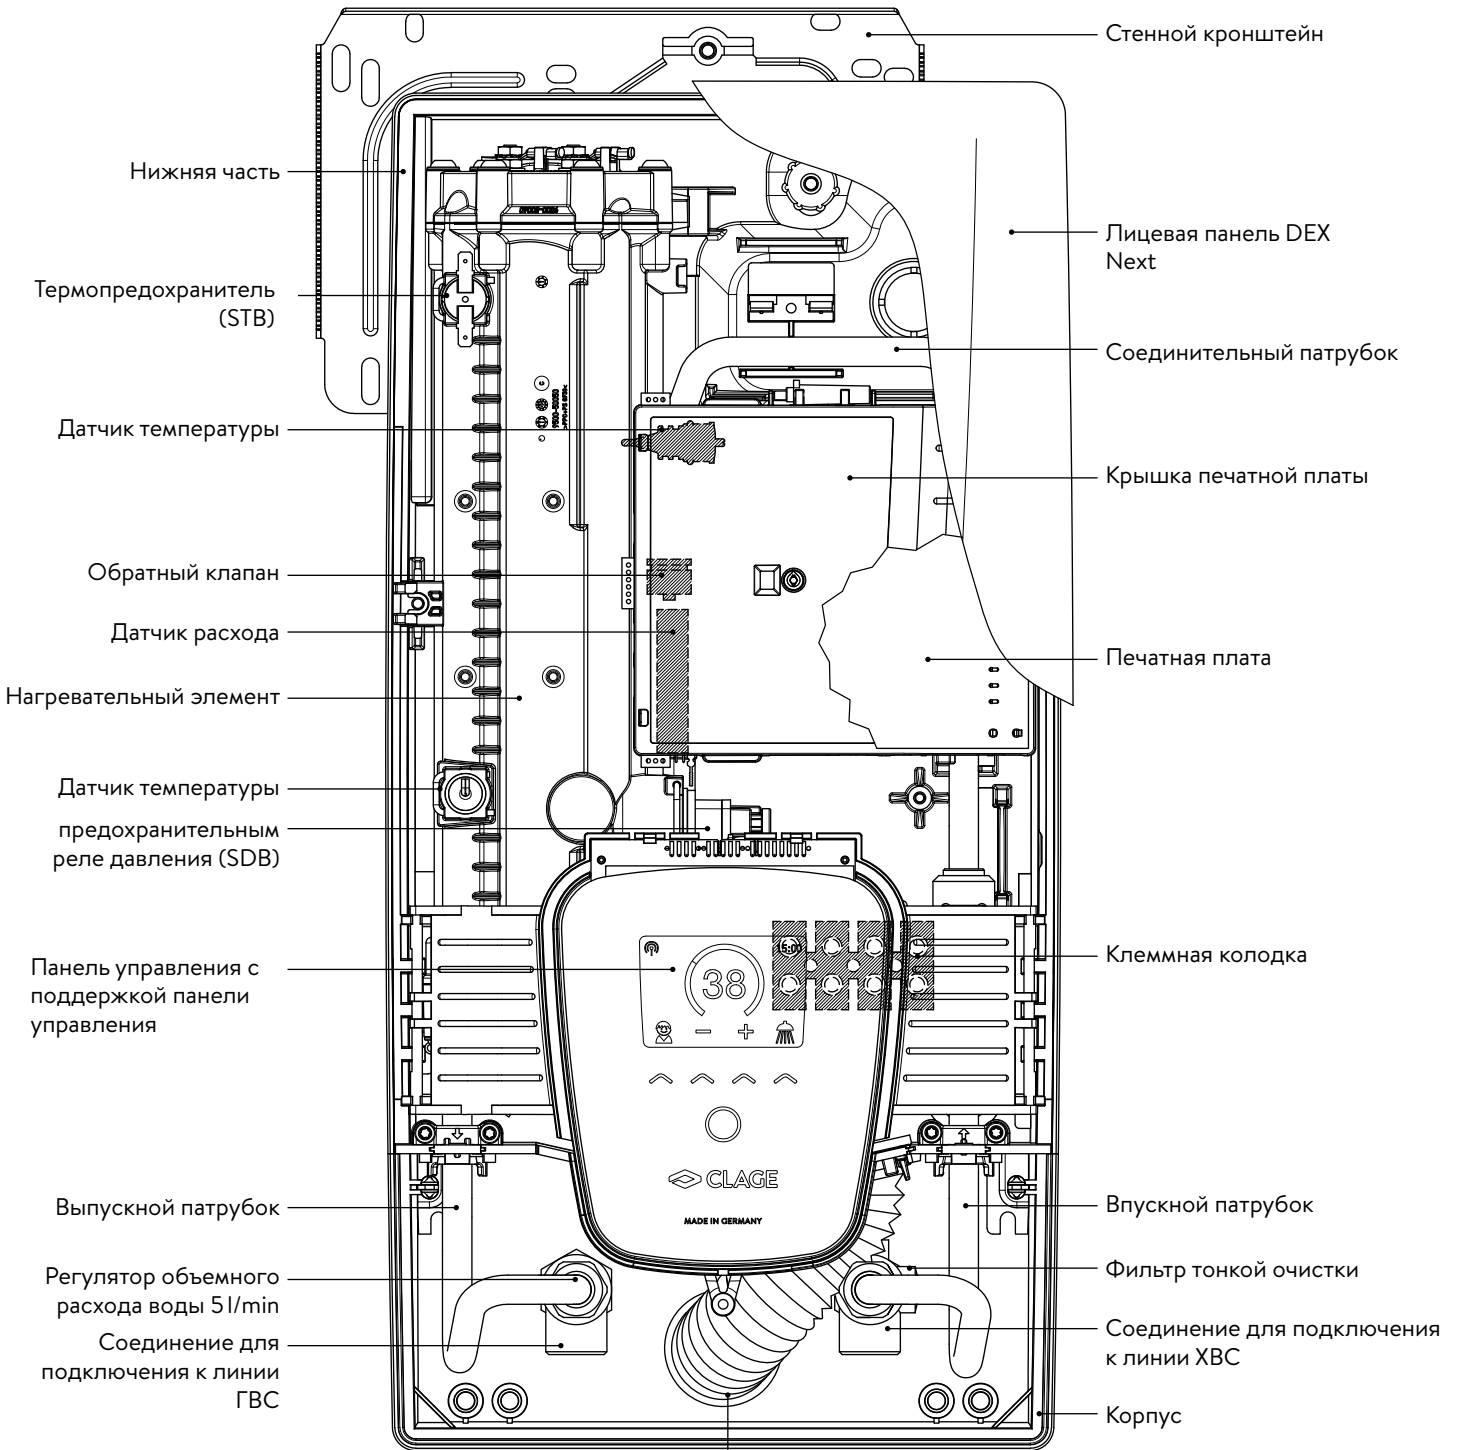 Стенной кронштейн
Нижняя часть
Лицевая панель DEX
Next
Термопредохранитель
(STB)
Соединительный патрубок
Датчик температуры
Крышка печатной платы
Обратный клапан
Датчик расхода
Печатная плата
Нагревательный элемент
Датчик температуры
предохранительным
реле давления (SDB)
15:00
Клеммная колодка
Панель управления с
поддержкой панели
управления
38
CLAGE
MADE IN GERMANY
Выпускной патрубок
Впускной патрубок
Регулятор объемного
расхода воды 5 l/min
Фильтр тонкой очистки
Соединение для
подключения к линии
ГВС
Соединение для подключения
к линии ХВС
Корпус